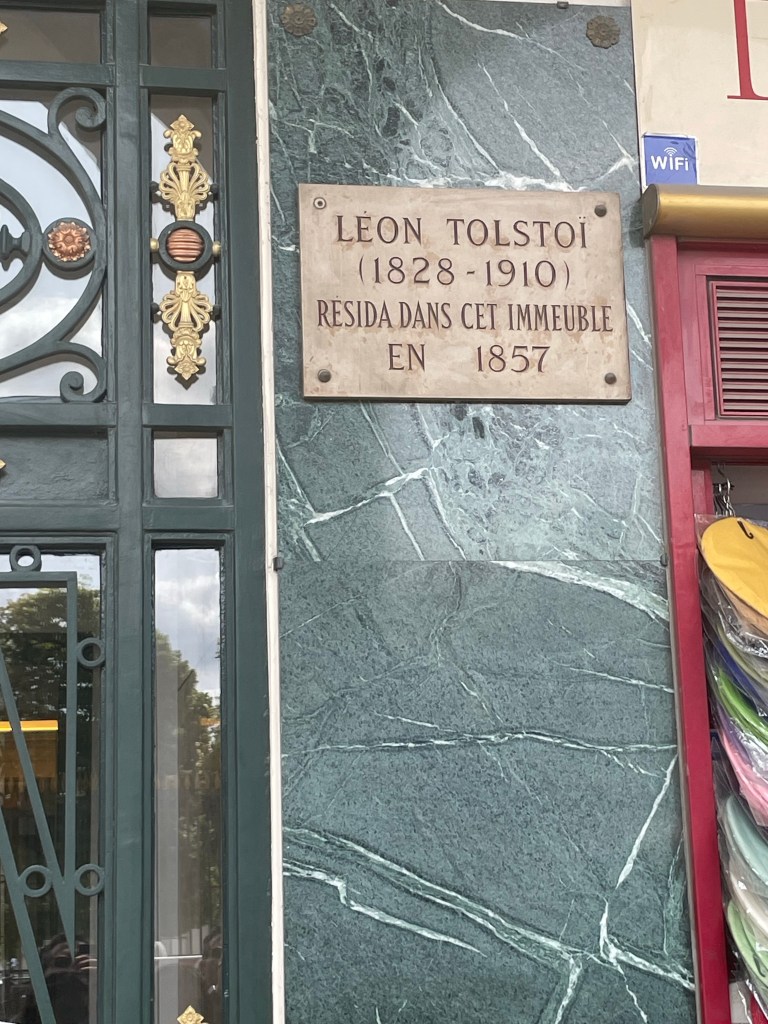 LÉON TOLSTOÏ
(1828-1910)
RÉSIDA DANS CET IMMEUBLE
EN 1857
WiFi